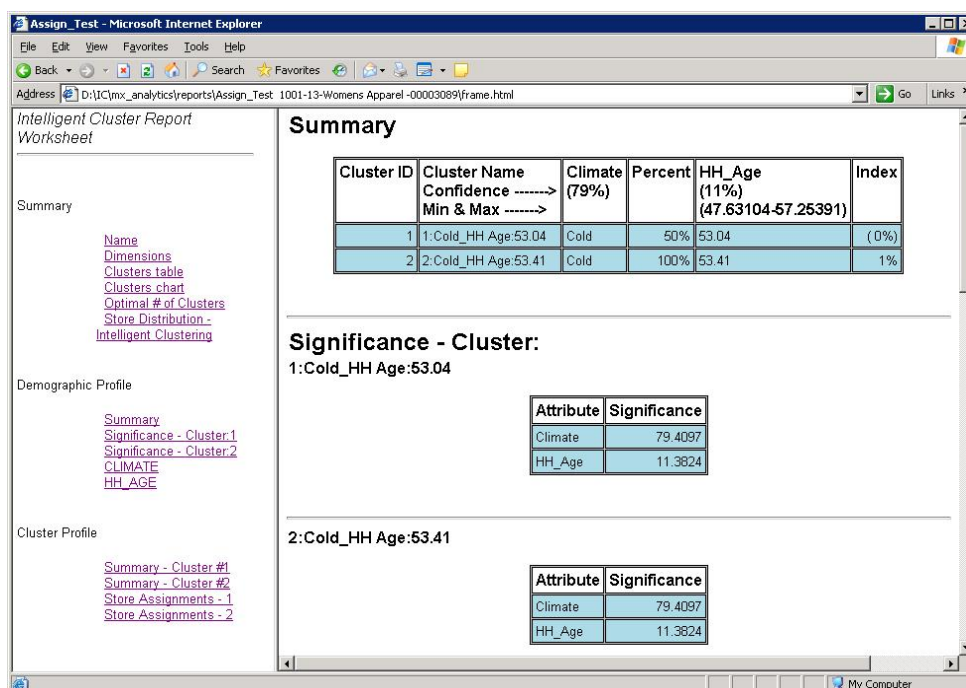 Assign_Test - Microsoft Internet Explorer
File Edit View Favorites Tools Help
Back Search Favorites
Address D:\IC\mx_analytics\reports\Assign_Test 1001-13-Womens Apparel -00003089\frame.html Go Links
Intelligent Cluster Report
Worksheet
Summary
Name
Dimensions
Clusters table
Clusters chart
Optimal # of Clusters
Store Distribution -
Intelligent Clustering
Demographic Profile
Summary
Significance - Cluster:1
Significance - Cluster:2
CLIMATE
HH_AGE
Cluster Profile
Summary - Cluster #1
Summary - Cluster #2
Store Assignments - 1
Store Assignments - 2
Summary
Cluster ID Cluster Name Climate Percent HH_Age Index
Confidence -------> (79%) (11%)
Min & Max -------> (47.63104-57.25391)
1 1:Cold_HH Age:53.04 Cold 50% 53.04 ( 0%)
2 2:Cold_HH Age:53.41 Cold 100% 53.41 1%
Significance - Cluster:
1:Cold_HH Age:53.04
Attribute Significance
Climate 79.4097
HH_Age 11.3824
2:Cold_HH Age:53.41
Attribute Significance
Climate 79.4097
HH_Age 11.3824
My Computer